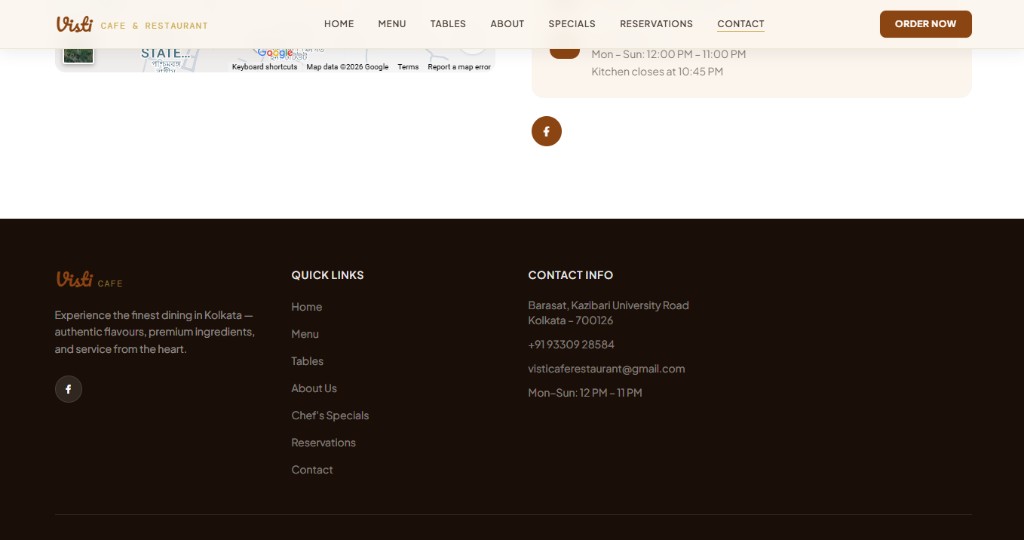 Visti CAFE & RESTAURANT
HOME MENU TABLES ABOUT SPECIALS RESERVATIONS CONTACT
ORDER NOW
STATE...
Google
Keyboard shortcuts Map data ©2026 Google Terms Report a map error
Mon – Sun: 12:00 PM – 11:00 PM
Kitchen closes at 10:45 PM
Visti CAFE
Experience the finest dining in Kolkata —
authentic flavours, premium ingredients,
and service from the heart.
QUICK LINKS
Home
Menu
Tables
About Us
Chef's Specials
Reservations
Contact
CONTACT INFO
Barasat, Kazibari University Road
Kolkata – 700126
+91 93309 28584
visticaferestaurant@gmail.com
Mon–Sun: 12 PM – 11 PM